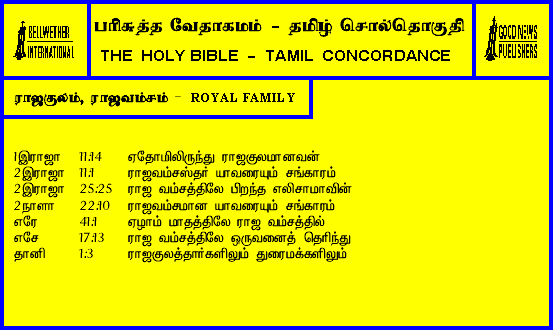 BELLWETHER
INTERNATIONAL
பரிசுத்த வேதாகமம் - தமிழ் சொல்தொகுதி
THE HOLY BIBLE - TAMIL CONCORDANCE
GOOD NEWS
PUBLISHERS
ராஜகுலம், ராஜவம்சம் - ROYAL FAMILY
1இராஜா 11:14 ஏதோமிலிருந்து ராஜகுலமானவன்
2இராஜா 11:1 ராஜவம்சஸ்தர் யாவரையும் சங்காரம்
2இராஜா 25:25 ராஜ வம்சத்திலே பிறந்த எலிசாமாவின்
2நாளா 22:10 ராஜவம்சமான யாவரையும் சங்காரம்
எரே 41:1 ஏழாம் மாதத்திலே ராஜ வம்சத்தில்
எசே 17:13 ராஜ வம்சத்திலே ஒருவனைத் தெரிந்து
தானி 1:3 ராஜகுலத்தார்களிலும் துரைமக்களிலும்